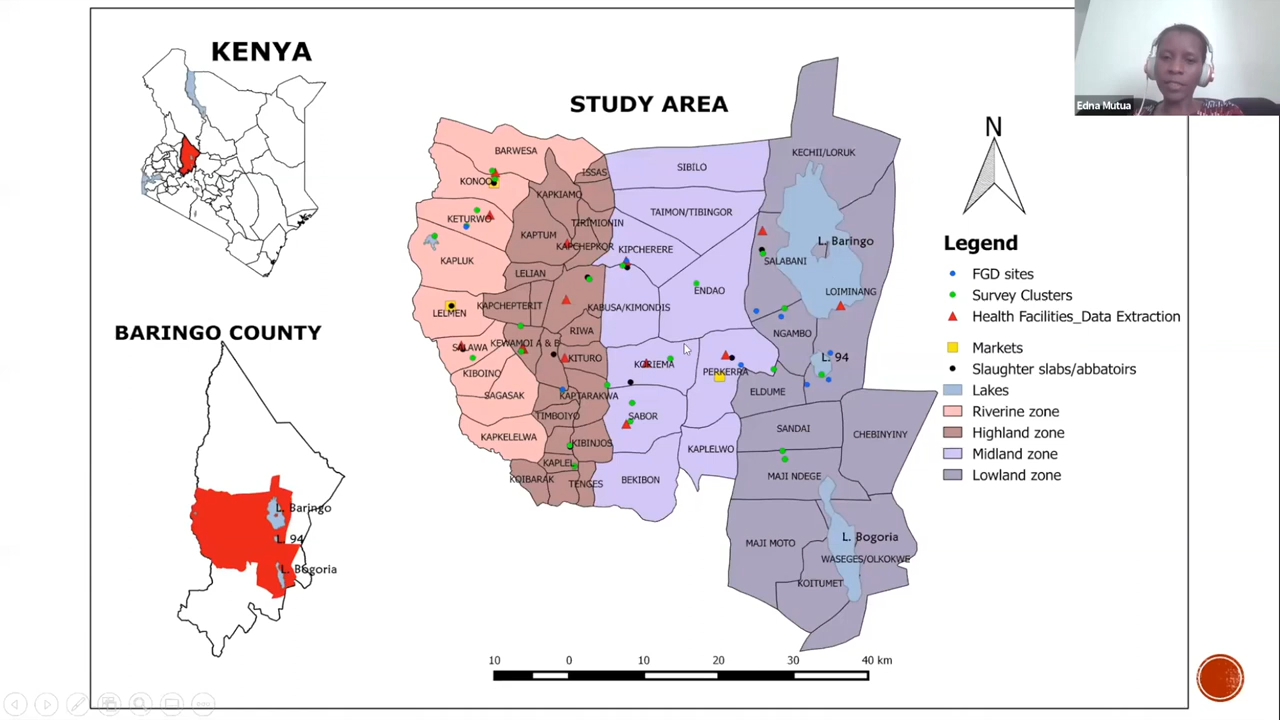 KENYA
BARINGO COUNTY
L. Baringo
L. 94
L. Bogoria
STUDY AREA
BARWESA
ISSAS
SIBILO
KECHII/LORUK
KONOO
KAPKIAMO
KETURWO
TIRIMIONIN
TAIMON/TIBINGOR
KAPTUM
KAPCHEPKOR
KIPCHERERE
L. Baringo
KAPLUK
SALABANI
LELIAN
ENDAO
LOIMINANG
KAPCHEPTERIT
KABUSA/KIMONDIS
LELMEN
RIWA
NGAMBO
SALAWA
KEWAMOI A & B
KITURO
KORIEMA
L. 94
KIBOINO
PERKERRA
SAGASAK
KAPTARAKWA
ELDUME
TIMBOIYO
SABOR
SANDAI
KAPKELELWA
KIBINJOS
KAPLELWO
CHEBINYINY
KAPLEL
KOIBARAK
TENGES
BEKIBON
MAJI NDEGE
L. Bogoria
MAJI MOTO
WASEGES/OLKOKWE
KOITUMET
10 0 10 20 30 40 km
N
Legend
FGD sites
Survey Clusters
Health Facilities_Data Extraction
Markets
Slaughter slabs/abbatoirs
Lakes
Riverine zone
Highland zone
Midland zone
Lowland zone
Edna Mutua